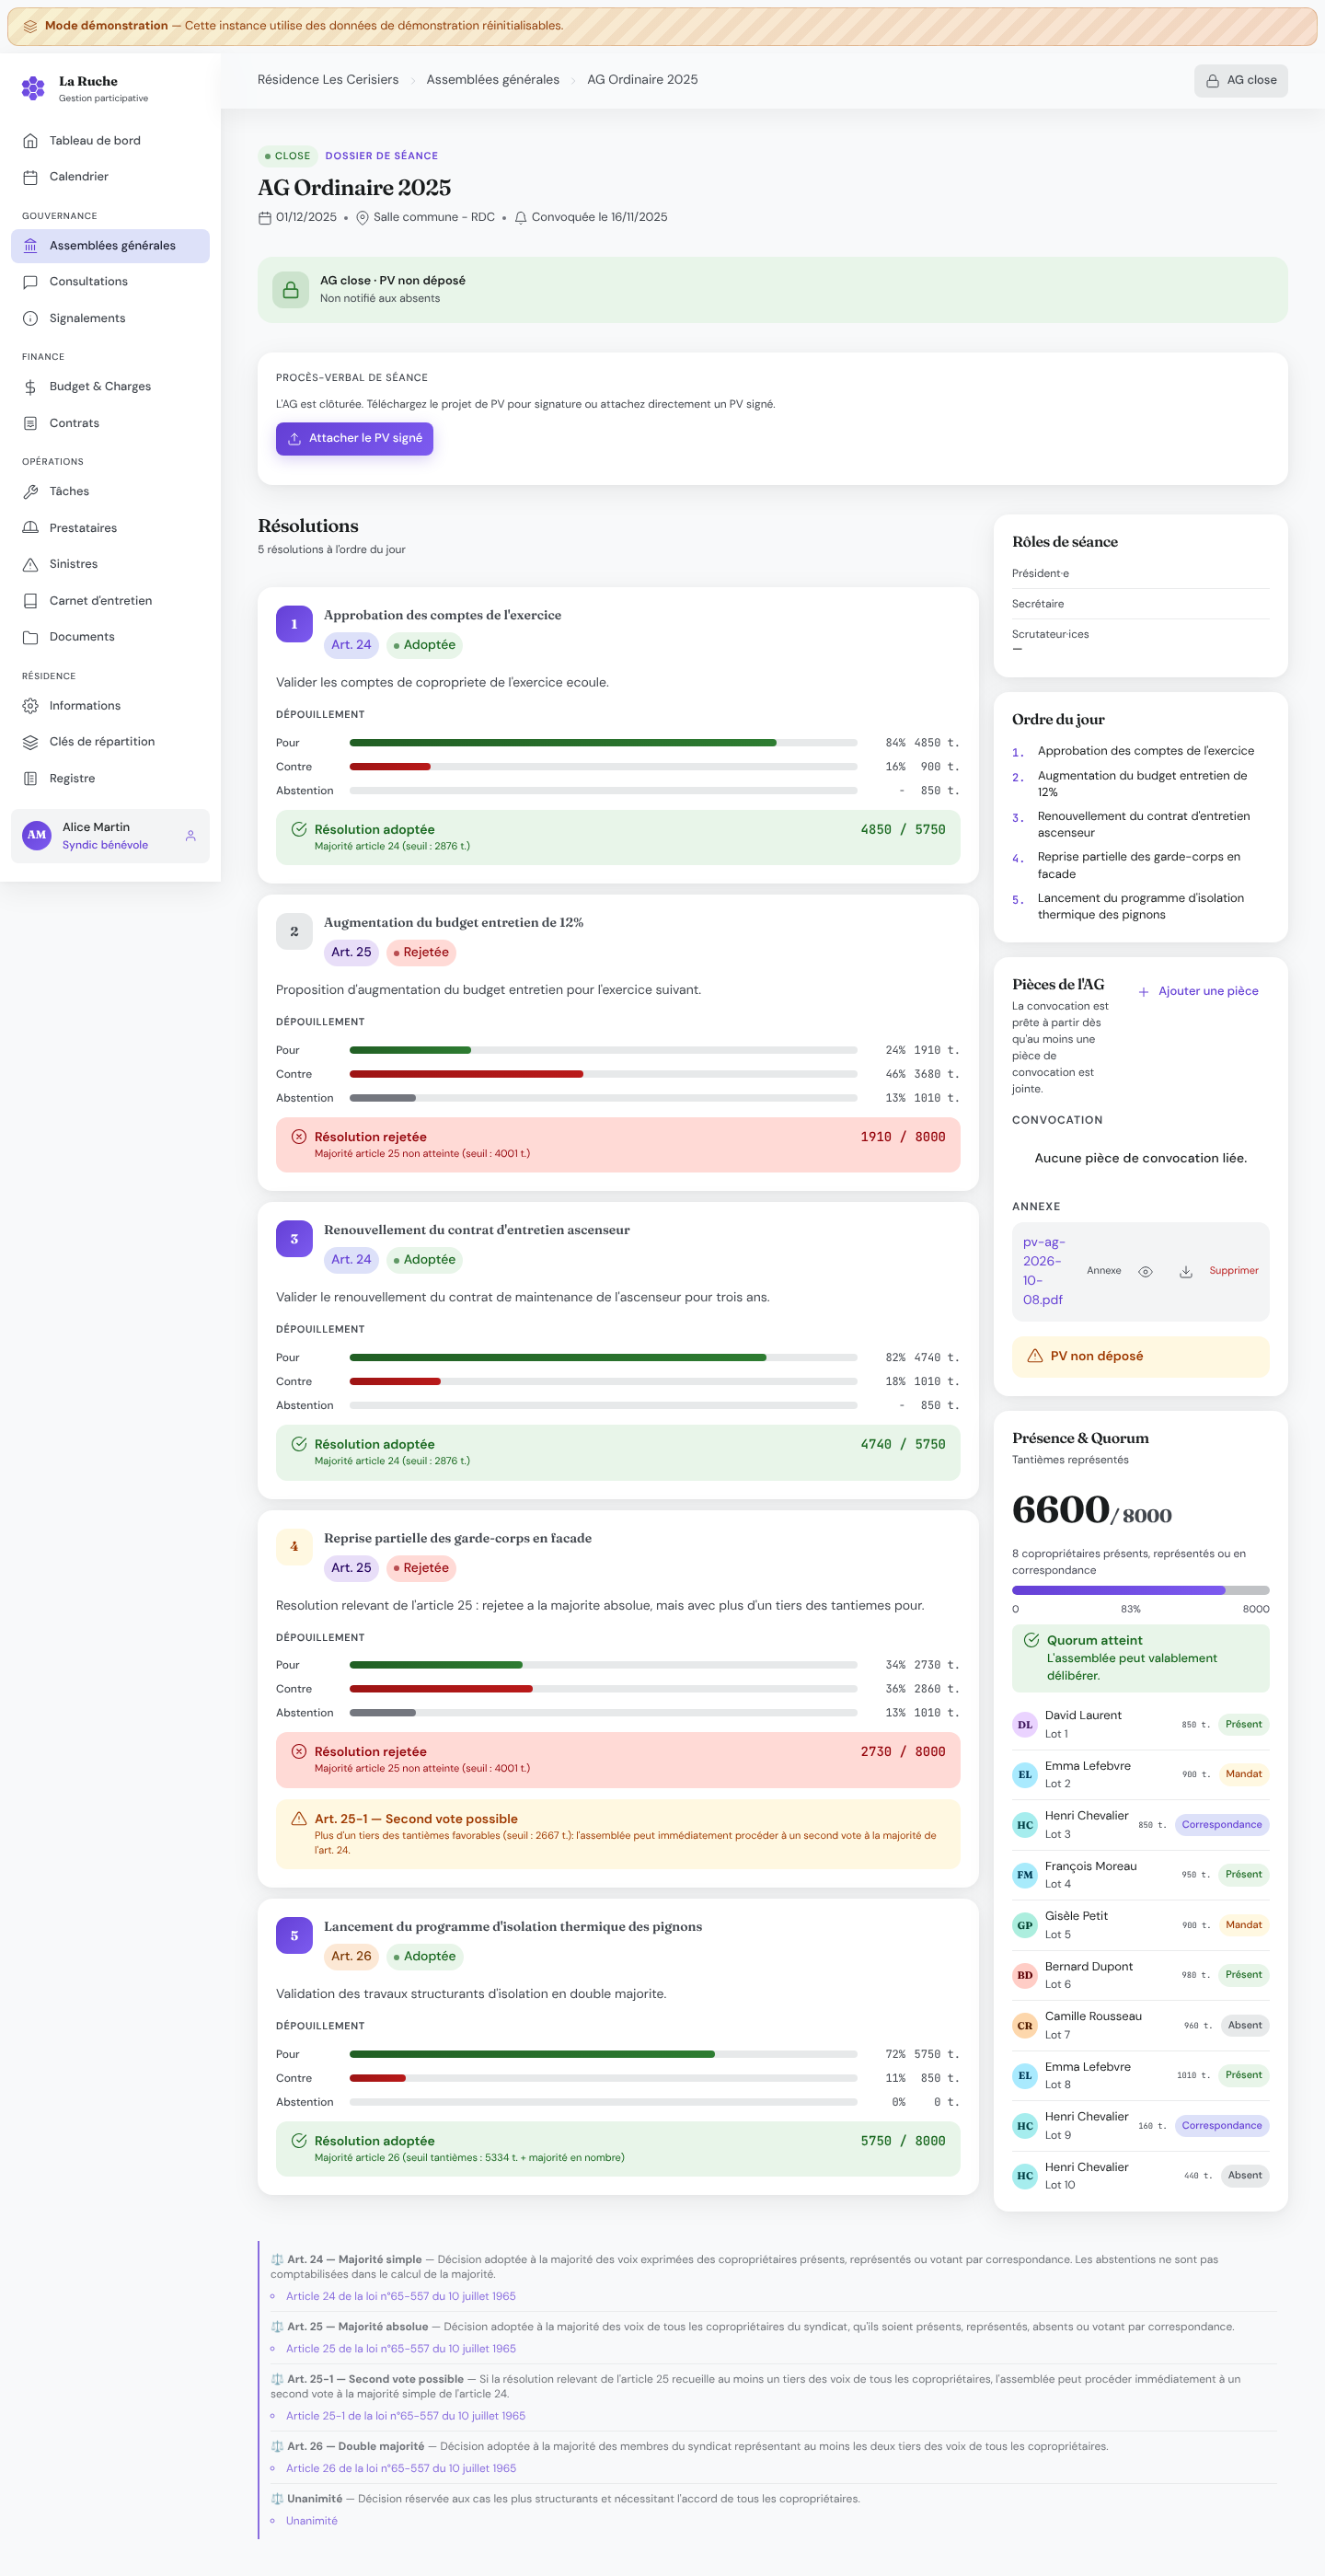 Mode démonstration — Cette instance utilise des données de démonstration réinitialisables.
La Ruche
Gestion participative
Tableau de bord
Calendrier
GOUVERNANCE
Assemblées générales
Consultations
Signalements
FINANCE
Budget & Charges
Contrats
OPÉRATIONS
Tâches
Prestataires
Sinistres
Carnet d'entretien
Documents
RÉSIDENCE
Informations
Clés de répartition
Registre
AM
Alice Martin
Syndic bénévole
Résidence Les Cerisiers › Assemblées générales › AG Ordinaire 2025
AG close
CLOSE DOSSIER DE SÉANCE
AG Ordinaire 2025
01/12/2025 • Salle commune - RDC • Convoquée le 16/11/2025
AG close · PV non déposé
Non notifié aux absents
PROCÈS-VERBAL DE SÉANCE
L'AG est clôturée. Téléchargez le projet de PV pour signature ou attachez directement un PV signé.
Attacher le PV signé
Résolutions
5 résolutions à l'ordre du jour
1
Approbation des comptes de l'exercice
Art. 24 Adoptée
Valider les comptes de copropriete de l'exercice ecoule.
DÉPOUILLEMENT
Pour 84% 4850 t.
Contre 16% 900 t.
Abstention - 850 t.
Résolution adoptée 4850 / 5750
Majorité article 24 (seuil : 2876 t.)
2
Augmentation du budget entretien de 12%
Art. 25 Rejetée
Proposition d'augmentation du budget entretien pour l'exercice suivant.
DÉPOUILLEMENT
Pour 24% 1910 t.
Contre 46% 3680 t.
Abstention 13% 1010 t.
Résolution rejetée 1910 / 8000
Majorité article 25 non atteinte (seuil : 4001 t.)
3
Renouvellement du contrat d'entretien ascenseur
Art. 24 Adoptée
Valider le renouvellement du contrat de maintenance de l'ascenseur pour trois ans.
DÉPOUILLEMENT
Pour 82% 4740 t.
Contre 18% 1010 t.
Abstention - 850 t.
Résolution adoptée 4740 / 5750
Majorité article 24 (seuil : 2876 t.)
4
Reprise partielle des garde-corps en facade
Art. 25 Rejetée
Resolution relevant de l'article 25 : rejetee a la majorite absolue, mais avec plus d'un tiers des tantiemes pour.
DÉPOUILLEMENT
Pour 34% 2730 t.
Contre 36% 2860 t.
Abstention 13% 1010 t.
Résolution rejetée 2730 / 8000
Majorité article 25 non atteinte (seuil : 4001 t.)
Art. 25-1 — Second vote possible
Plus d'un tiers des tantièmes favorables (seuil : 2667 t.): l'assemblée peut immédiatement procéder à un second vote à la majorité de
l'art. 24.
5
Lancement du programme d'isolation thermique des pignons
Art. 26 Adoptée
Validation des travaux structurants d'isolation en double majorite.
DÉPOUILLEMENT
Pour 72% 5750 t.
Contre 11% 850 t.
Abstention 0% 0 t.
Résolution adoptée 5750 / 8000
Majorité article 26 (seuil tantièmes : 5334 t. + majorité en nombre)
Rôles de séance
Président·e
Secrétaire
Scrutateur·ices
—
Ordre du jour
1. Approbation des comptes de l'exercice
2. Augmentation du budget entretien de
12%
3. Renouvellement du contrat d'entretien
ascenseur
4. Reprise partielle des garde-corps en
facade
5. Lancement du programme d'isolation
thermique des pignons
Pièces de l'AG
Ajouter une pièce
La convocation est
prête à partir dès
qu'au moins une
pièce de
convocation est
jointe.
CONVOCATION
Aucune pièce de convocation liée.
ANNEXE
pv-ag-
2026-
10-
08.pdf
Annexe
Supprimer
PV non déposé
Présence & Quorum
Tantièmes représentés
6600 / 8000
8 copropriétaires présents, représentés ou en
correspondance
0 83% 8000
Quorum atteint
L'assemblée peut valablement
délibérer.
DL David Laurent 850 t. Présent
Lot 1
EL Emma Lefebvre 900 t. Mandat
Lot 2
HC Henri Chevalier 850 t. Correspondance
Lot 3
FM François Moreau 950 t. Présent
Lot 4
GP Gisèle Petit 900 t. Mandat
Lot 5
BD Bernard Dupont 980 t. Présent
Lot 6
CR Camille Rousseau 960 t. Absent
Lot 7
EL Emma Lefebvre 1010 t. Présent
Lot 8
HC Henri Chevalier 160 t. Correspondance
Lot 9
HC Henri Chevalier 440 t. Absent
Lot 10
Art. 24 — Majorité simple — Décision adoptée à la majorité des voix exprimées des copropriétaires présents, représentés ou votant par correspondance. Les abstentions ne sont pas
comptabilisées dans le calcul de la majorité.
Article 24 de la loi n°65-557 du 10 juillet 1965
Art. 25 — Majorité absolue — Décision adoptée à la majorité des voix de tous les copropriétaires du syndicat, qu'ils soient présents, représentés, absents ou votant par correspondance.
Article 25 de la loi n°65-557 du 10 juillet 1965
Art. 25-1 — Second vote possible — Si la résolution relevant de l'article 25 recueille au moins un tiers des voix de tous les copropriétaires, l'assemblée peut procéder immédiatement à un
second vote à la majorité simple de l'article 24.
Article 25-1 de la loi n°65-557 du 10 juillet 1965
Art. 26 — Double majorité — Décision adoptée à la majorité des membres du syndicat représentant au moins les deux tiers des voix de tous les copropriétaires.
Article 26 de la loi n°65-557 du 10 juillet 1965
Unanimité — Décision réservée aux cas les plus structurants et nécessitant l'accord de tous les copropriétaires.
Unanimité